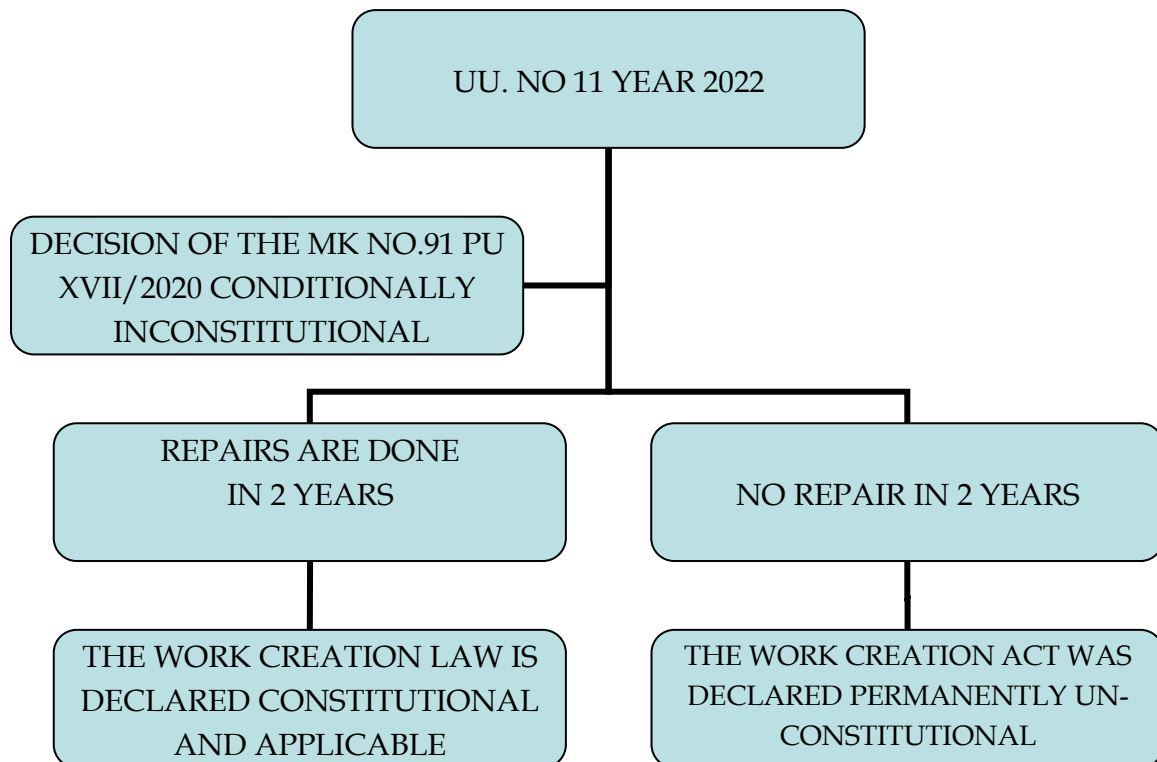 UU. NO 11 YEAR 2022
DECISION OF THE MK NO.91 PU
XVII/2020 CONDITIONALLY
INCONSTITUTIONAL
REPAIRS ARE DONE
IN 2 YEARS
NO REPAIR IN 2 YEARS
THE WORK CREATION LAW IS
DECLARED CONSTITUTIONAL
AND APPLICABLE
THE WORK CREATION ACT WAS
DECLARED PERMANENTLY UN-
CONSTITUTIONAL